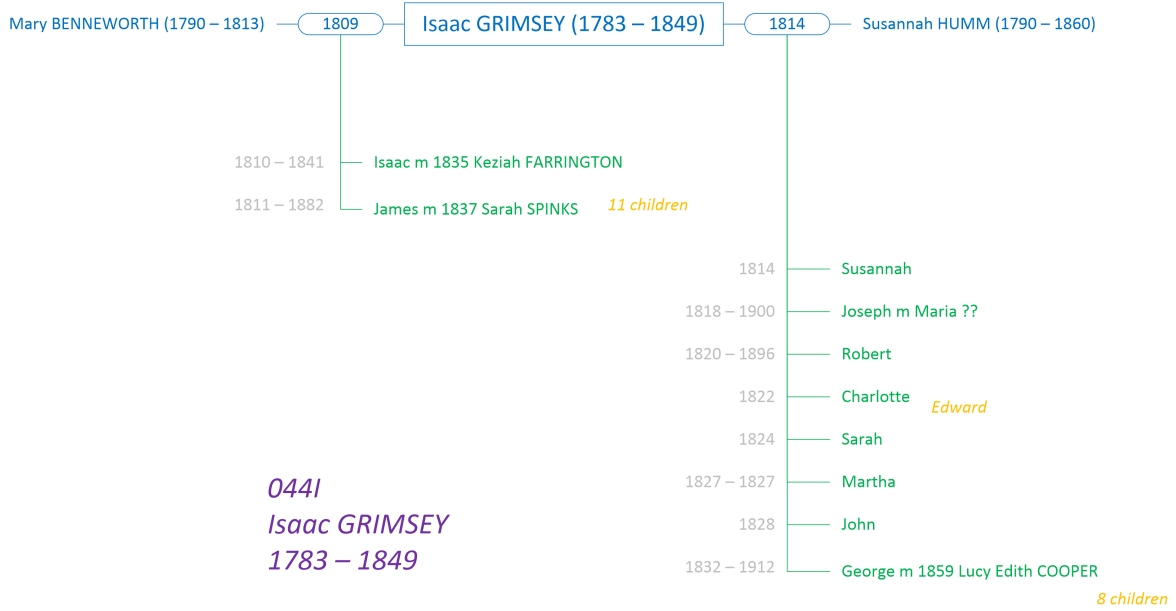 Mary BENNEWORTH (1790 – 1813) 1809 Isaac GRIMSEY (1783 – 1849) 1814 Susannah HUMM (1790 – 1860)
1810 – 1841 Isaac m 1835 Keziah FARRINGTON
1811 – 1882 James m 1837 Sarah SPINKS 11 children
1814 Susannah
1818 – 1900 Joseph m Maria ??
1820 – 1896 Robert
1822 Charlotte Edward
1824 Sarah
1827 – 1827 Martha
1828 John
1832 – 1912 George m 1859 Lucy Edith COOPER
8 children
044I
Isaac GRIMSEY
1783 – 1849